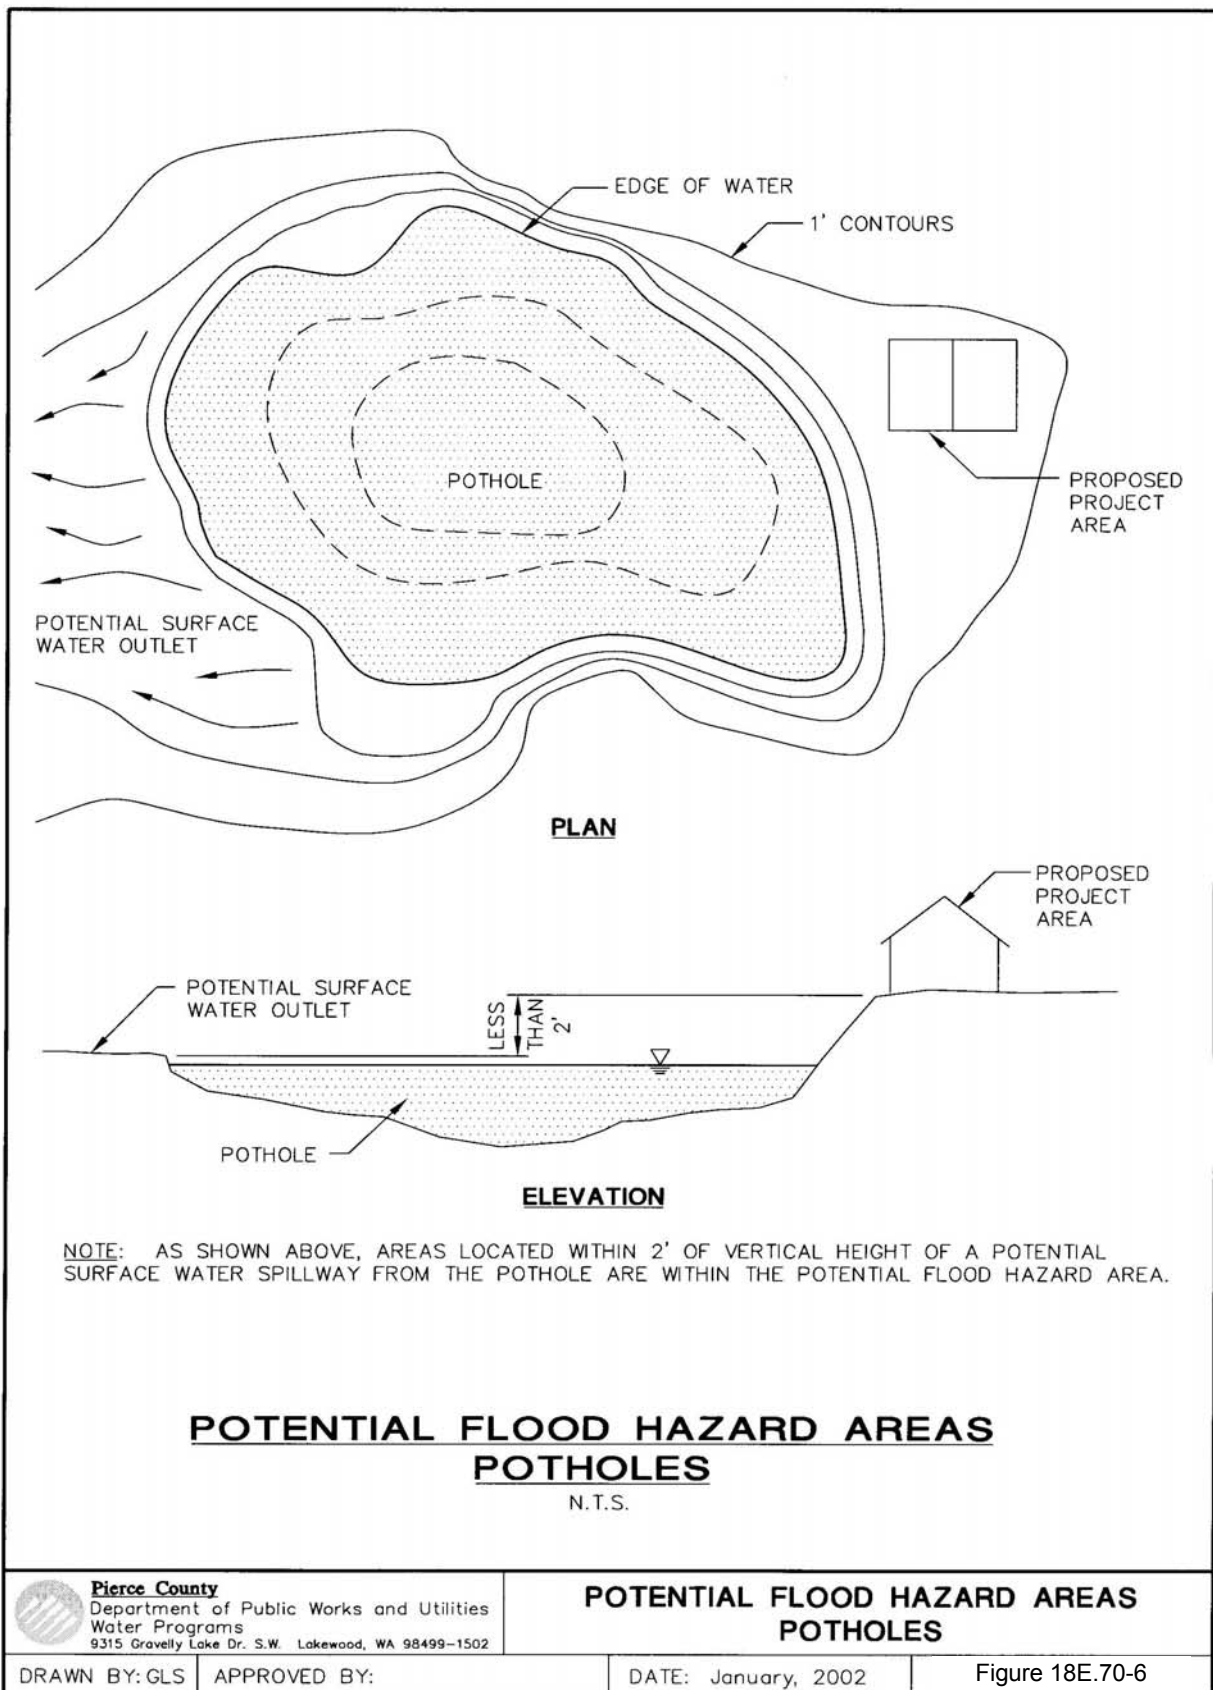 EDGE OF WATER
1' CONTOURS
POTHOLE
PROPOSED
PROJECT
AREA
POTENTIAL SURFACE
WATER OUTLET
PLAN
PROPOSED
PROJECT
AREA
POTENTIAL SURFACE
WATER OUTLET
LESS
THAN
2'
POTHOLE
ELEVATION
NOTE: AS SHOWN ABOVE, AREAS LOCATED WITHIN 2' OF VERTICAL HEIGHT OF A POTENTIAL
SURFACE WATER SPILLWAY FROM THE POTHOLE ARE WITHIN THE POTENTIAL FLOOD HAZARD AREA.
POTENTIAL FLOOD HAZARD AREAS
POTHOLES
N.T.S.
Pierce County
Department of Public Works and Utilities
Water Programs
9315 Gravelly Lake Dr. S.W. Lakewood, WA 98499-1502
POTENTIAL FLOOD HAZARD AREAS
POTHOLES
DRAWN BY: GLS
APPROVED BY:
DATE: January, 2002
Figure 18E.70-6